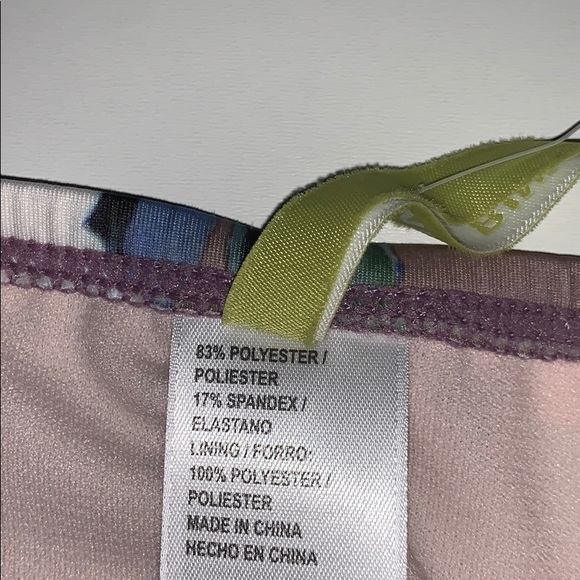 83% POLYESTER /
POLIESTER
17% SPANDEX /
ELASTANO
LINING / FORRO:
100% POLYESTER /
POLIESTER
MADE IN CHINA
HECHO EN CHINA